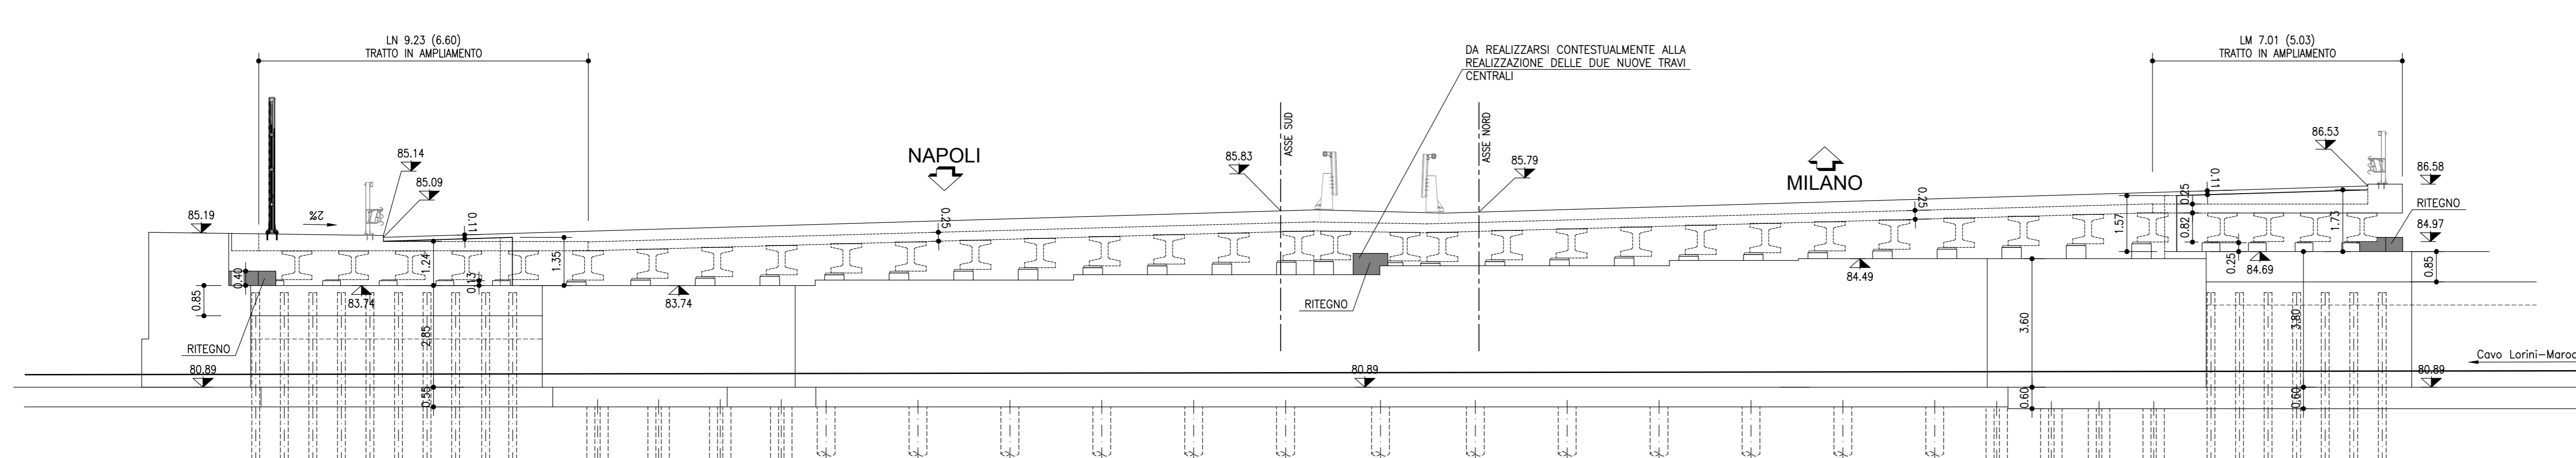 LN 9.23 (6.60)
TRATTO IN AMPLIAMENTO
DA REALIZZARSI CONTESTUALMENTE ALLA
REALIZZAZIONE DELLE DUE NUOVE TRAVI
CENTRALI
LM 7.01 (5.03)
TRATTO IN AMPLIAMENTO
85.14
85.09
85.19
2%
NAPOLI
85.83
ASSE SUD
ASSE NORD
85.79
MILANO
86.53
86.58
RITEGNO
84.97
0.11
0.25
0.25
0.11
0.25
0.82
1.57
1.73
0.40
0.85
1.24
0.13
1.35
83.74
83.74
RITEGNO
84.49
0.25
84.69
0.85
2.85
3.60
3.80
RITEGNO
80.89
80.89
80.89
Cavo Lorini-Maroc
0.55
0.60
0.60